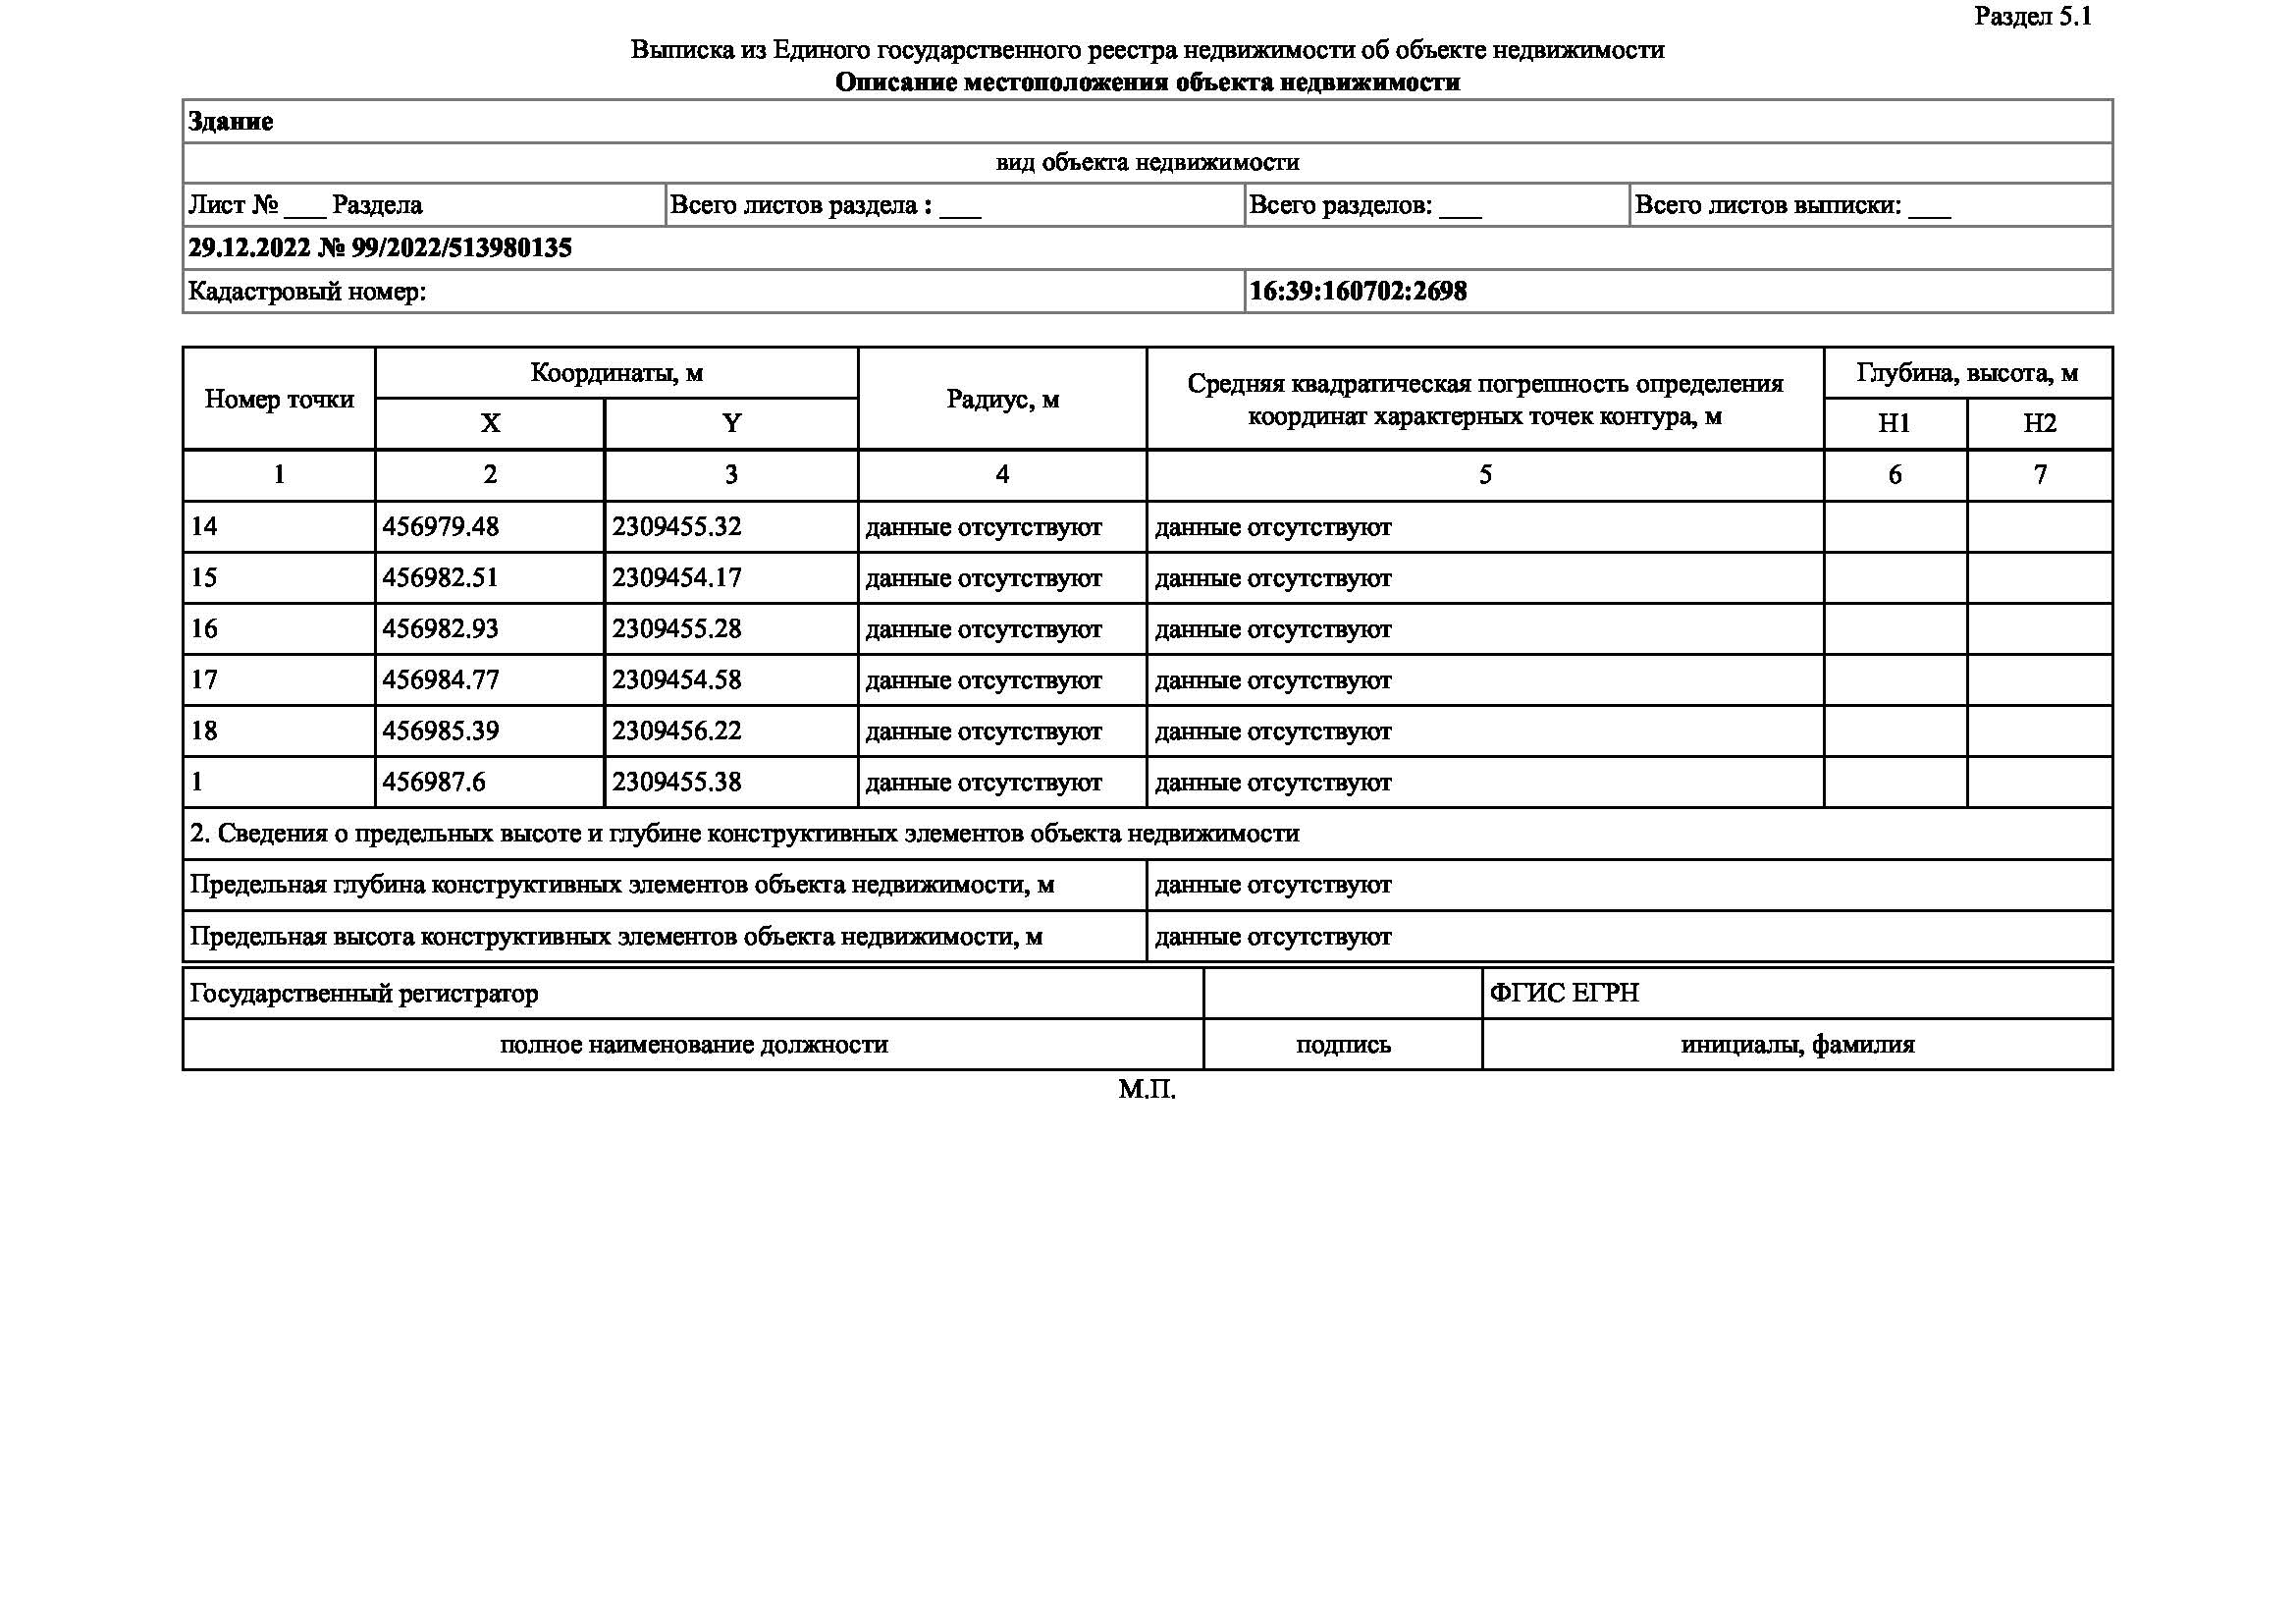 Раздел 5.1
Выписка из Единого государственного реестра недвижимости об объекте недвижимости
Описание местоположения объекта недвижимости
Здание
вид объекта недвижимости
Лист № ___ Раздела Всего листов раздела : ___ Всего разделов: ___ Всего листов выписки: ___
29.12.2022 № 99/2022/513980135
Кадастровый номер: 16:39:160702:2698
Номер точки Координаты, м Радиус, м Средняя квадратическая погрешность определения координат характерных точек контура, м Глубина, высота, м
X Y H1 H2
1 2 3 4 5 6 7
14 456979.48 2309455.32 данные отсутствуют данные отсутствуют
15 456982.51 2309454.17 данные отсутствуют данные отсутствуют
16 456982.93 2309455.28 данные отсутствуют данные отсутствуют
17 456984.77 2309454.58 данные отсутствуют данные отсутствуют
18 456985.39 2309456.22 данные отсутствуют данные отсутствуют
1 456987.6 2309455.38 данные отсутствуют данные отсутствуют
2. Сведения о предельных высоте и глубине конструктивных элементов объекта недвижимости
Предельная глубина конструктивных элементов объекта недвижимости, м данные отсутствуют
Предельная высота конструктивных элементов объекта недвижимости, м данные отсутствуют
Государственный регистратор ФГИС ЕГРН
полное наименование должности подпись инициалы, фамилия
М.П.